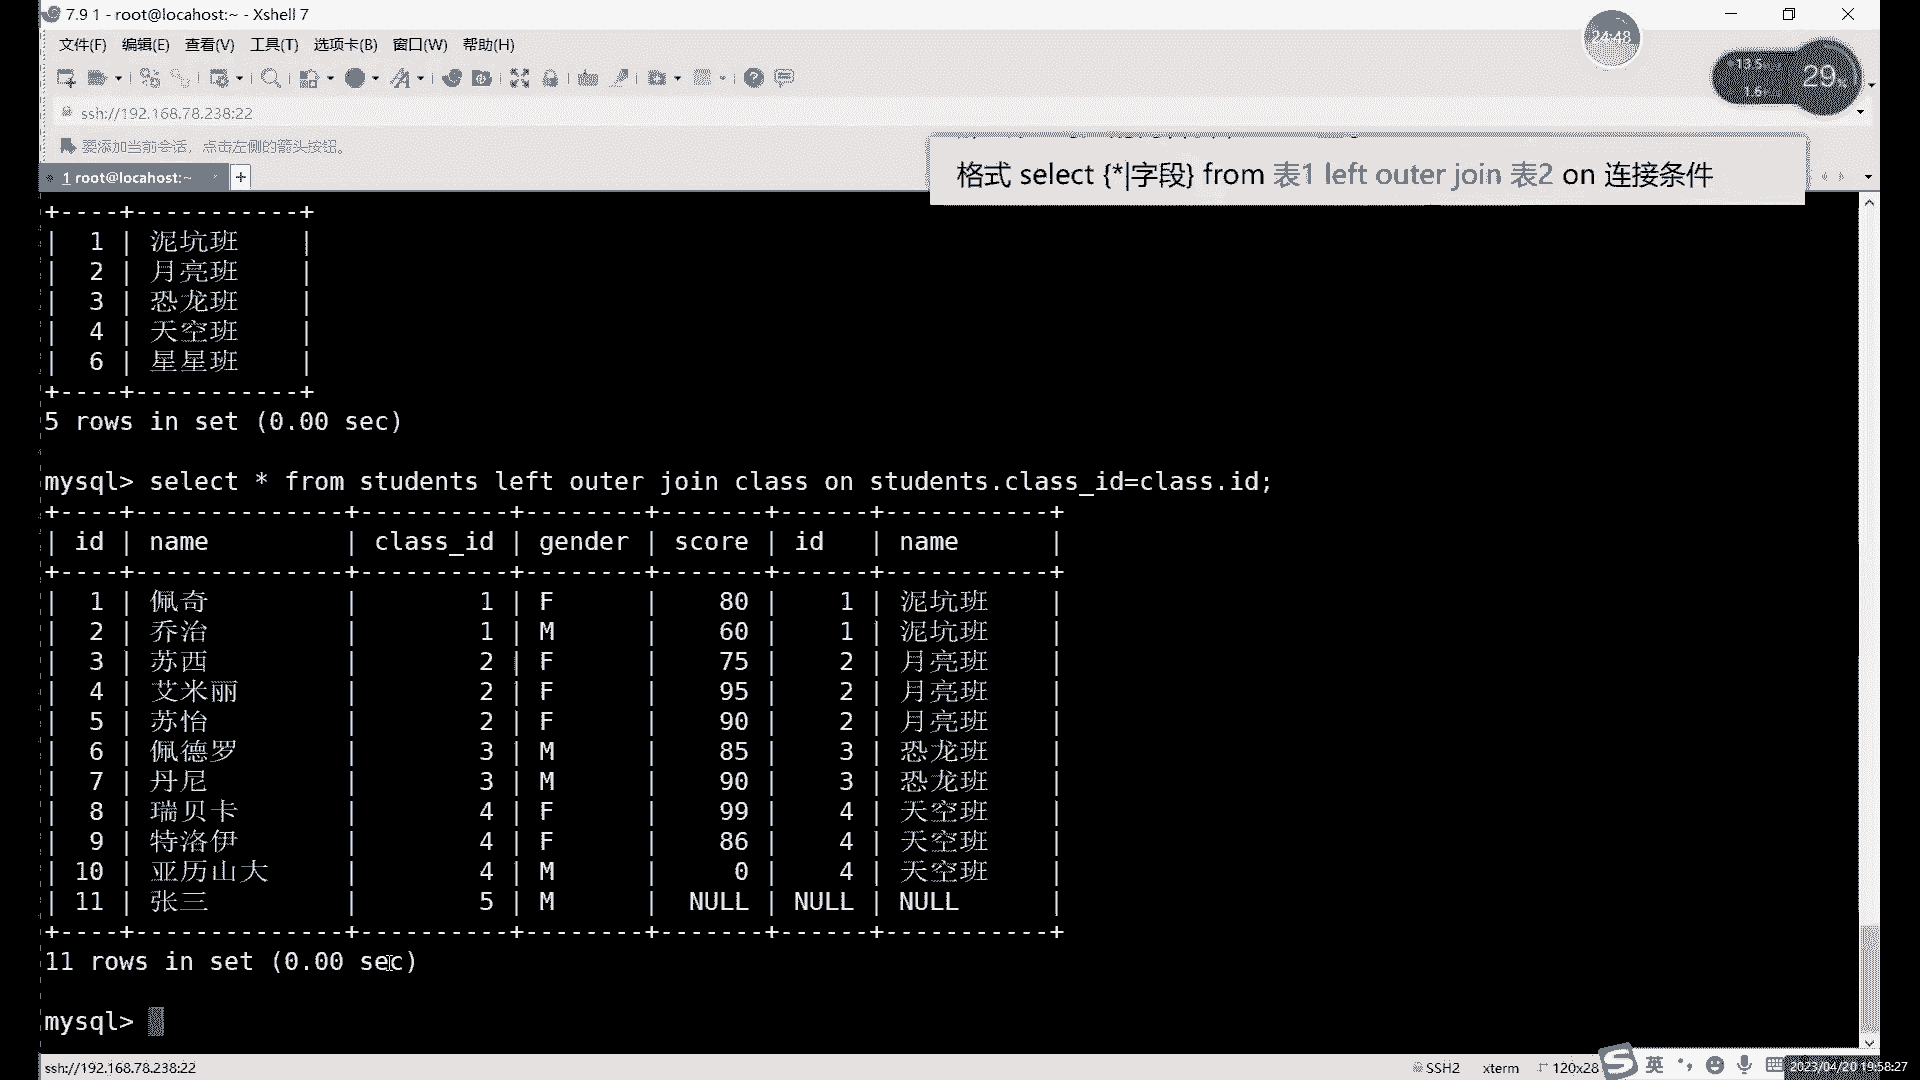 7.9 1 - root@locahost:~ - Xshell 7
文件(F) 编辑(E) 查看(V) 工具(T) 选项卡(B) 窗口(W) 帮助(H)
24:48
13.5
1.6
29%
ssh://192.168.78.238:22
要添加当前会话，点击左侧的箭头按钮。
1 root@locahost:~
+
格式 select {*|字段} from 表1 left outer join 表2 on 连接条件
+----+-----------+
|  1 | 泥坑班    |
|  2 | 月亮班    |
|  3 | 恐龙班    |
|  4 | 天空班    |
|  6 | 星星班    |
+----+-----------+
5 rows in set (0.00 sec)
mysql> select * from students left outer join class on students.class_id=class.id;
+----+--------------+----------+--------+-------+------+-----------+
| id | name         | class_id | gender | score | id   | name      |
+----+--------------+----------+--------+-------+------+-----------+
|  1 | 佩奇         |        1 | F      |    80 |    1 | 泥坑班    |
|  2 | 乔治         |        1 | M      |    60 |    1 | 泥坑班    |
|  3 | 苏西         |        2 | F      |    75 |    2 | 月亮班    |
|  4 | 艾米丽       |        2 | F      |    95 |    2 | 月亮班    |
|  5 | 苏怡         |        2 | F      |    90 |    2 | 月亮班    |
|  6 | 佩德罗       |        3 | M      |    85 |    3 | 恐龙班    |
|  7 | 丹尼         |        3 | M      |    90 |    3 | 恐龙班    |
|  8 | 瑞贝卡       |        4 | F      |    99 |    4 | 天空班    |
|  9 | 特洛伊       |        4 | F      |    86 |    4 | 天空班    |
| 10 | 亚历山大     |        4 | M      |     0 |    4 | 天空班    |
| 11 | 张三         |        5 | M      |  NULL | NULL | NULL      |
+----+--------------+----------+--------+-------+------+-----------+
11 rows in set (0.00 sec)
mysql>
ssh://192.168.78.238:22
SSH2 xterm 120x28
英
2023/04/20 19:58:27